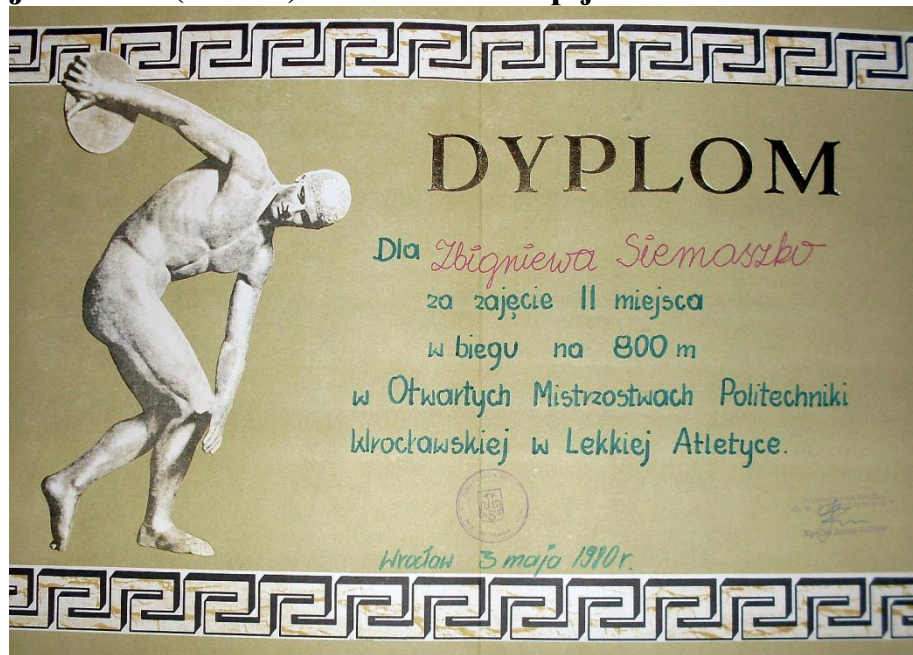 DYPLOM
Dla Zbigniewa Siemaszko
za zajęcie II miejsca
w biegu na 800 m
w Otwartych Mistrzostwach Politechniki
Wrocławskiej w Lekkiej Atletyce.
Wrocław 3 maja 1980 r.